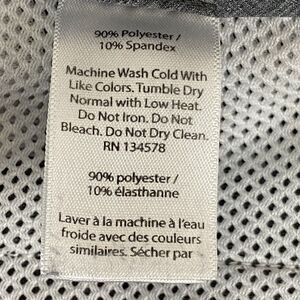 90% Polyester /
10% Spandex
Machine Wash Cold With
Like Colors. Tumble Dry
Normal with Low Heat.
Do Not Iron. Do Not
Bleach. Do Not Dry Clean.
RN 134578
90% polyester /
10% élasthanne
Laver à la machine à l'eau
froide avec des couleurs
similaires. Sécher par